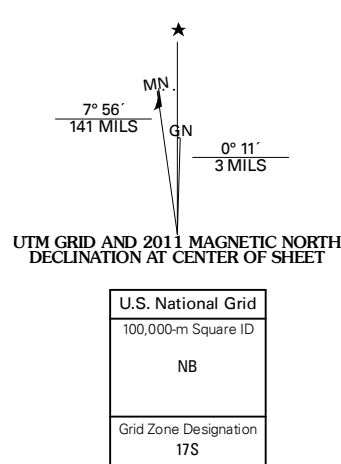 MN
7° 56´
141 MILS
GN
0° 11´
3 MILS
UTM GRID AND 2011 MAGNETIC NORTH
DECLINATION AT CENTER OF SHEET
U.S. National Grid
100,000-m Square ID
NB
Grid Zone Designation
17S